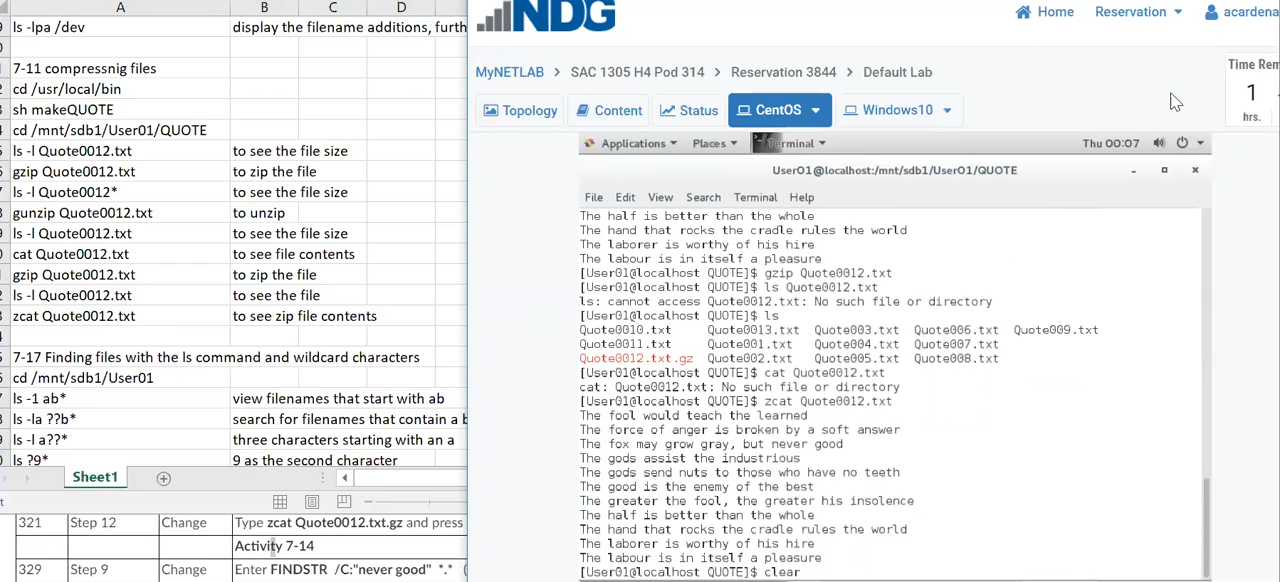 A B C D
ls -lpa /dev display the filename additions, furth
7-11 compressnig files
cd /usr/local/bin
sh makeQUOTE
cd /mnt/sdb1/User01/QUOTE
ls -l Quote0012.txt to see the file size
gzip Quote0012.txt to zip the file
ls -l Quote0012* to see the file size
gunzip Quote0012.txt to unzip
ls -l Quote0012.txt to see the file size
cat Quote0012.txt to see file contents
gzip Quote0012.txt to zip the file
ls -l Quote0012.txt to see the file
zcat Quote0012.txt to see zip file contents
7-17 Finding files with the ls command and wildcard characters
cd /mnt/sdb1/User01
ls -1 ab* view filenames that start with ab
ls -la ??b* search for filenames that contain a b
ls -l a??* three characters starting with an a
ls ?9* 9 as the second character
Sheet1
321 Step 12 Change Type zcat Quote0012.txt.gz and press
Activity 7-14
329 Step 9 Change Enter FINDSTR /C:"never good" *.* (
NDG
Home Reservation acardena
MyNETLAB > SAC 1305 H4 Pod 314 > Reservation 3844 > Default Lab
Time Rem
1
hrs.
Topology Content Status CentOS Windows10
Applications Places Terminal Thu 00:07
User01@localhost:/mnt/sdb1/User01/QUOTE
File Edit View Search Terminal Help
The half is better than the whole
The hand that rocks the cradle rules the world
The laborer is worthy of his hire
The labour is in itself a pleasure
[User01@localhost QUOTE]$ gzip Quote0012.txt
[User01@localhost QUOTE]$ ls Quote0012.txt
ls: cannot access Quote0012.txt: No such file or directory
[User01@localhost QUOTE]$ ls
Quote0010.txt Quote0013.txt Quote003.txt Quote006.txt Quote009.txt
Quote0011.txt Quote001.txt Quote004.txt Quote007.txt
Quote0012.txt.gz Quote002.txt Quote005.txt Quote008.txt
[User01@localhost QUOTE]$ cat Quote0012.txt
cat: Quote0012.txt: No such file or directory
[User01@localhost QUOTE]$ zcat Quote0012.txt
The fool would teach the learned
The force of anger is broken by a soft answer
The fox may grow gray, but never good
The gods assist the industrious
The gods send nuts to those who have no teeth
The good is the enemy of the best
The greater the fool, the greater his insolence
The half is better than the whole
The hand that rocks the cradle rules the world
The laborer is worthy of his hire
The labour is in itself a pleasure
[User01@localhost QUOTE]$ clear